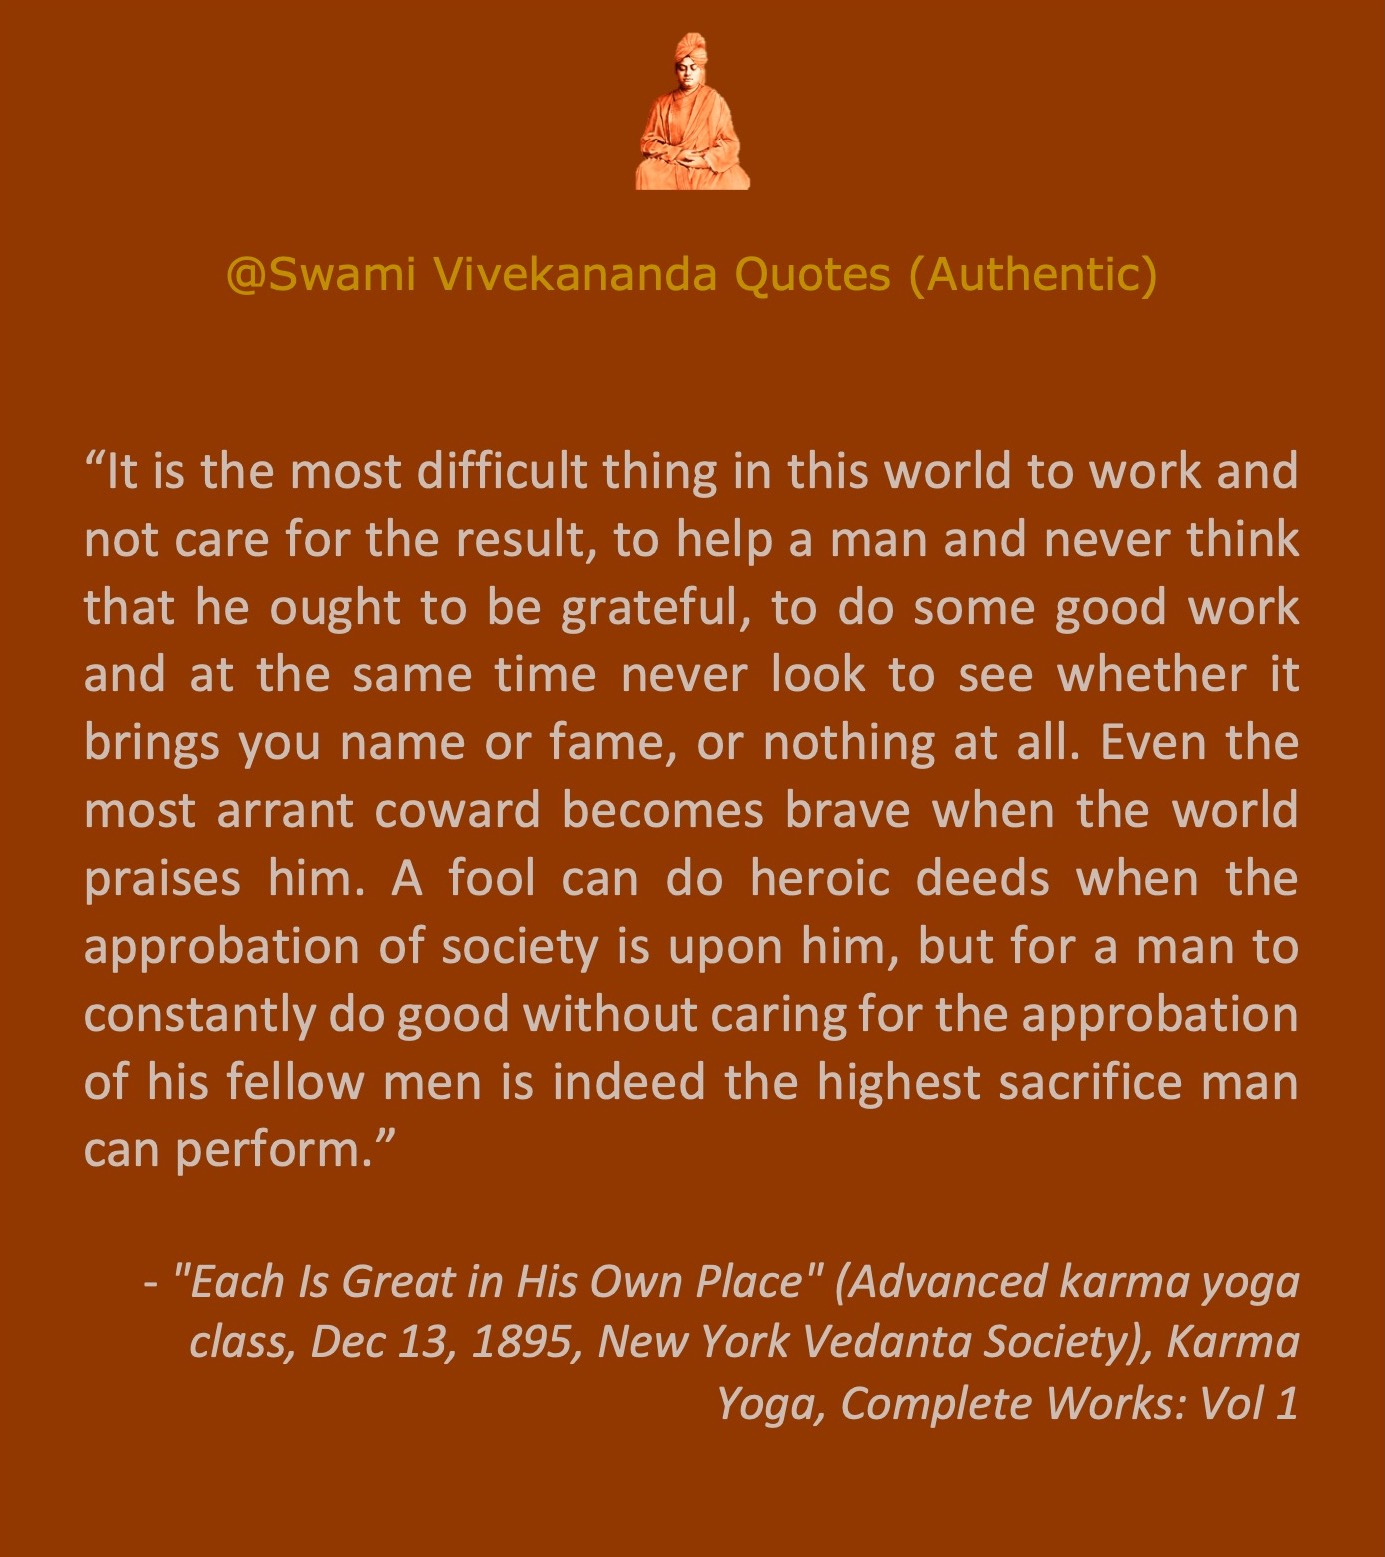 @Swami Vivekananda Quotes (Authentic)
“It is the most difficult thing in this world to work and
not care for the result, to help a man and never think
that he ought to be grateful, to do some good work
and at the same time never look to see whether it
brings you name or fame, or nothing at all. Even the
most arrant coward becomes brave when the world
praises him. A fool can do heroic deeds when the
approbation of society is upon him, but for a man to
constantly do good without caring for the approbation
of his fellow men is indeed the highest sacrifice man
can perform.”
- "Each Is Great in His Own Place" (Advanced karma yoga
class, Dec 13, 1895, New York Vedanta Society), Karma
Yoga, Complete Works: Vol 1